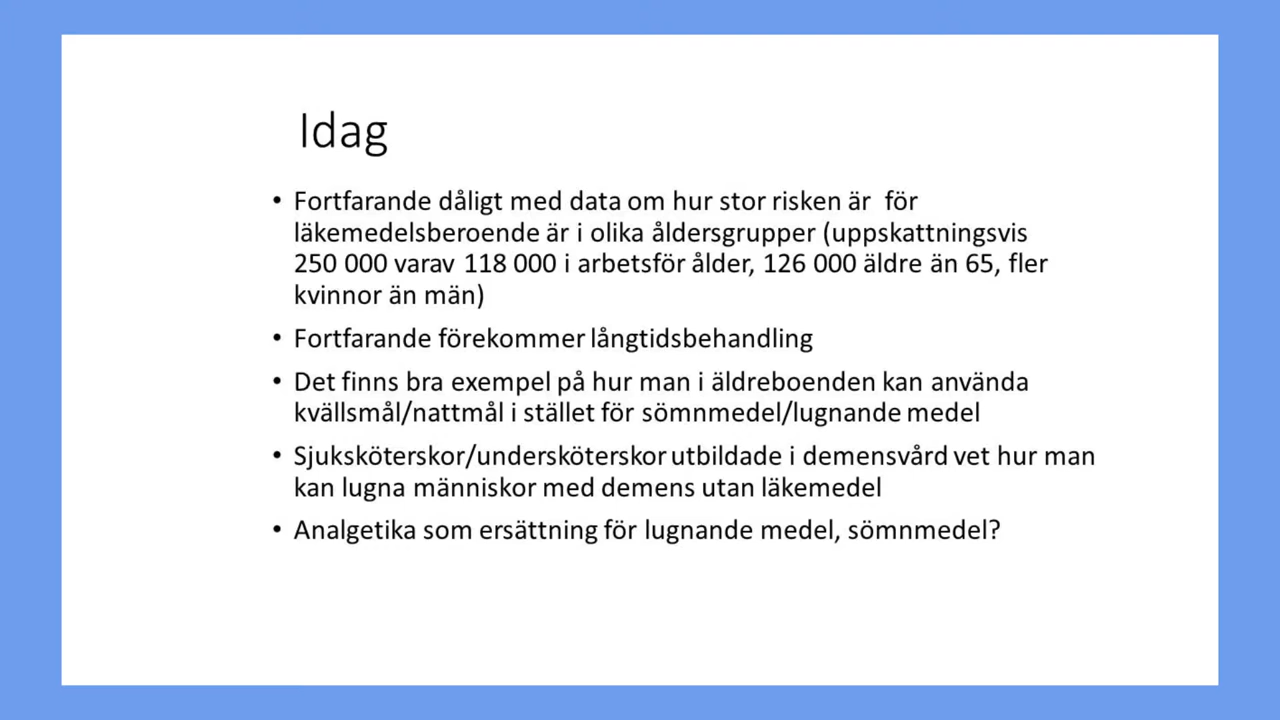 Idag
• Fortfarande dåligt med data om hur stor risken är för
läkemedelsberoende är i olika åldersgrupper (uppskattningsvis
250 000 varav 118 000 i arbetsför ålder, 126 000 äldre än 65, fler
kvinnor än män)
• Fortfarande förekommer långtidsbehandling
• Det finns bra exempel på hur man i äldreboenden kan använda
kvällsmål/nattmål i stället för sömnmedel/lugnande medel
• Sjuksköterskor/undersköterskor utbildade i demensvård vet hur man
kan lugna människor med demens utan läkemedel
• Analgetika som ersättning för lugnande medel, sömnmedel?